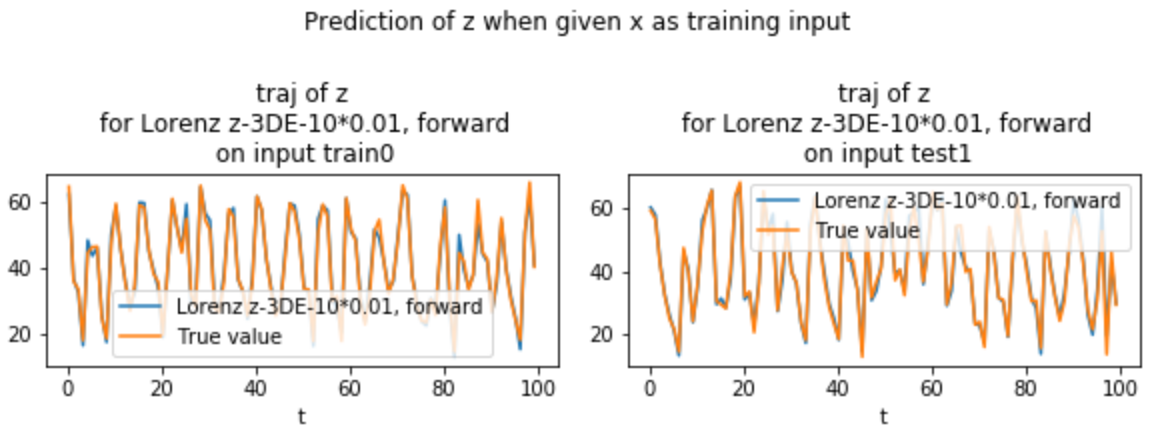 Prediction of z when given x as training input
traj of z
for Lorenz z-3DE-10*0.01, forward
on input train0
60
40
20
Lorenz z-3DE-10*0.01, forward
True value
0 20 40 60 80 100
t
traj of z
for Lorenz z-3DE-10*0.01, forward
on input test1
60
40
20
Lorenz z-3DE-10*0.01, forward
True value
0 20 40 60 80 100
t